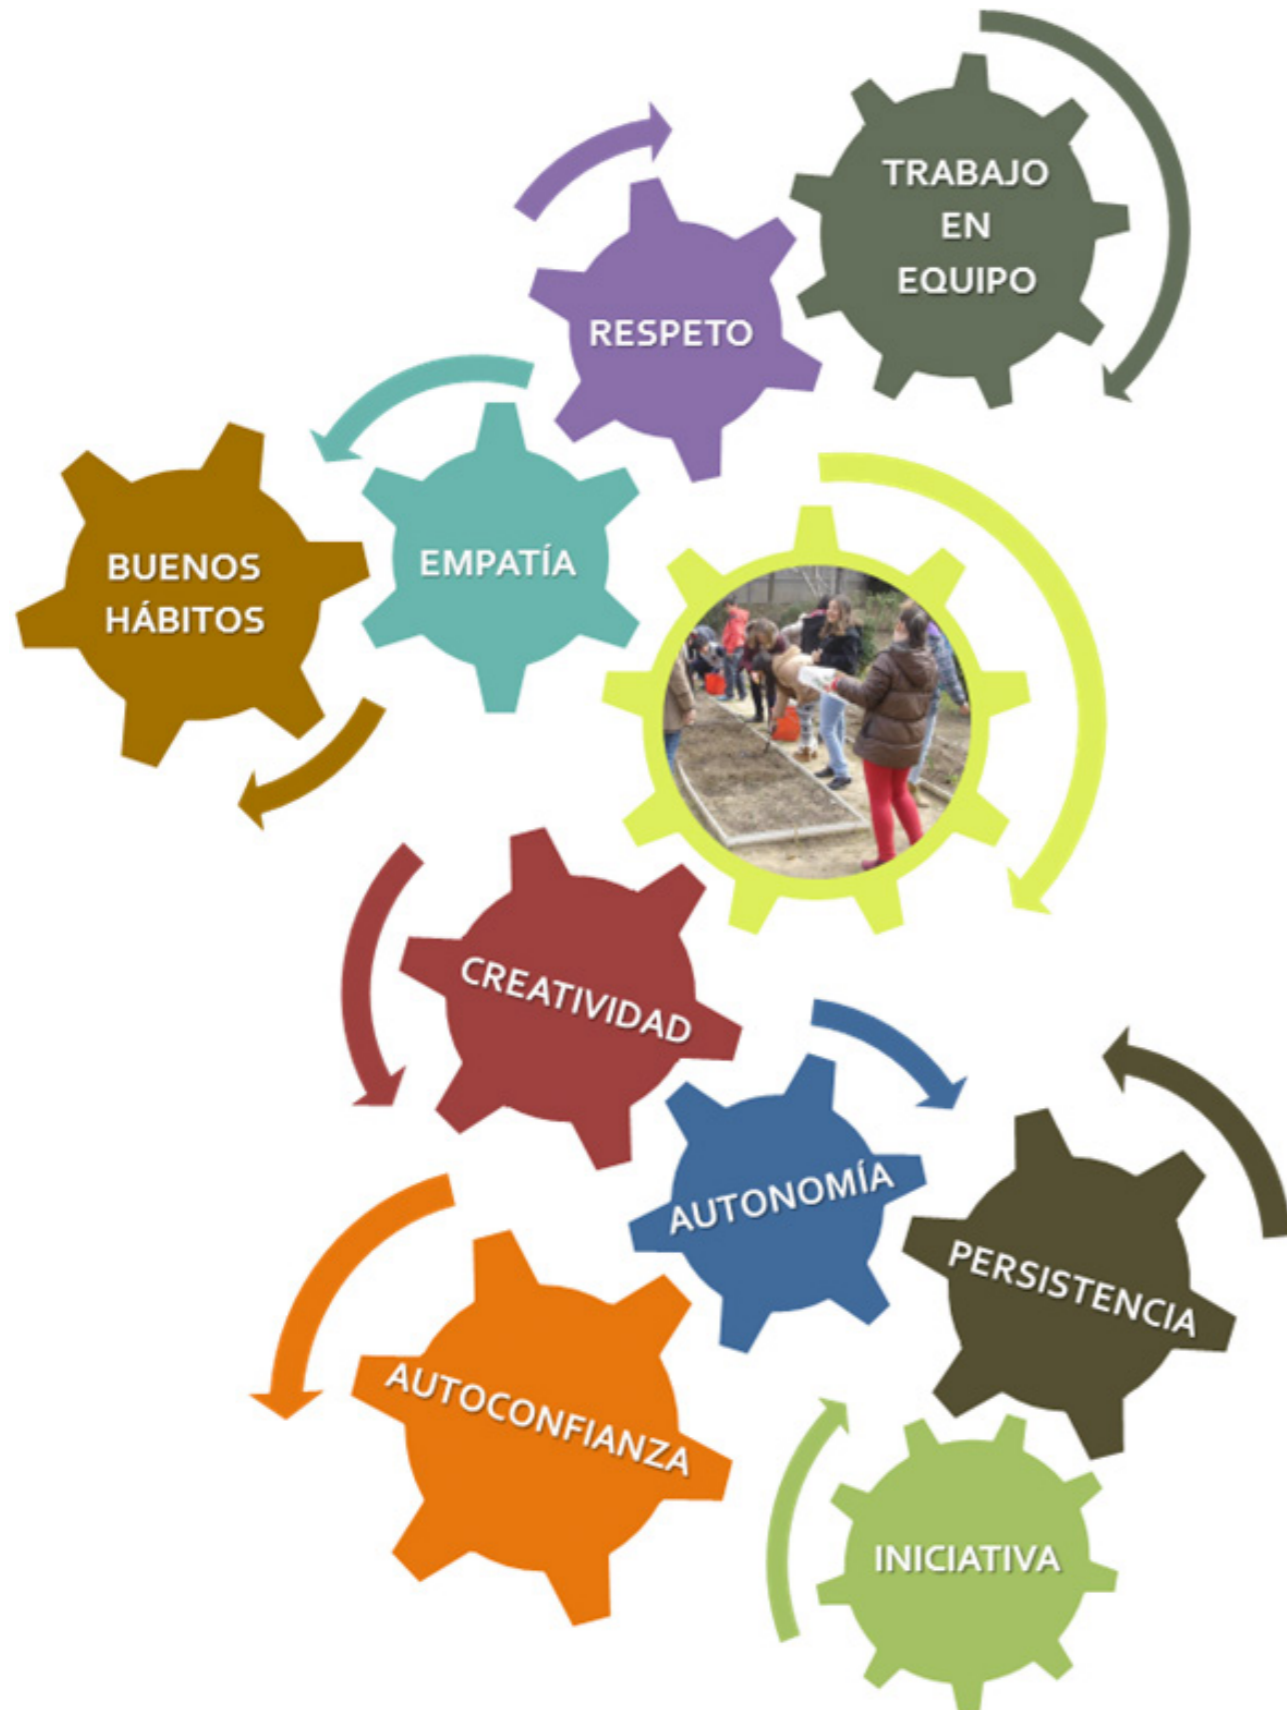 TRABAJO
EN
EQUIPO
RESPETO
EMPATÍA
BUENOS
HÁBITOS
CREATIVIDAD
AUTONOMÍA
PERSISTENCIA
AUTOCONFIANZA
INICIATIVA